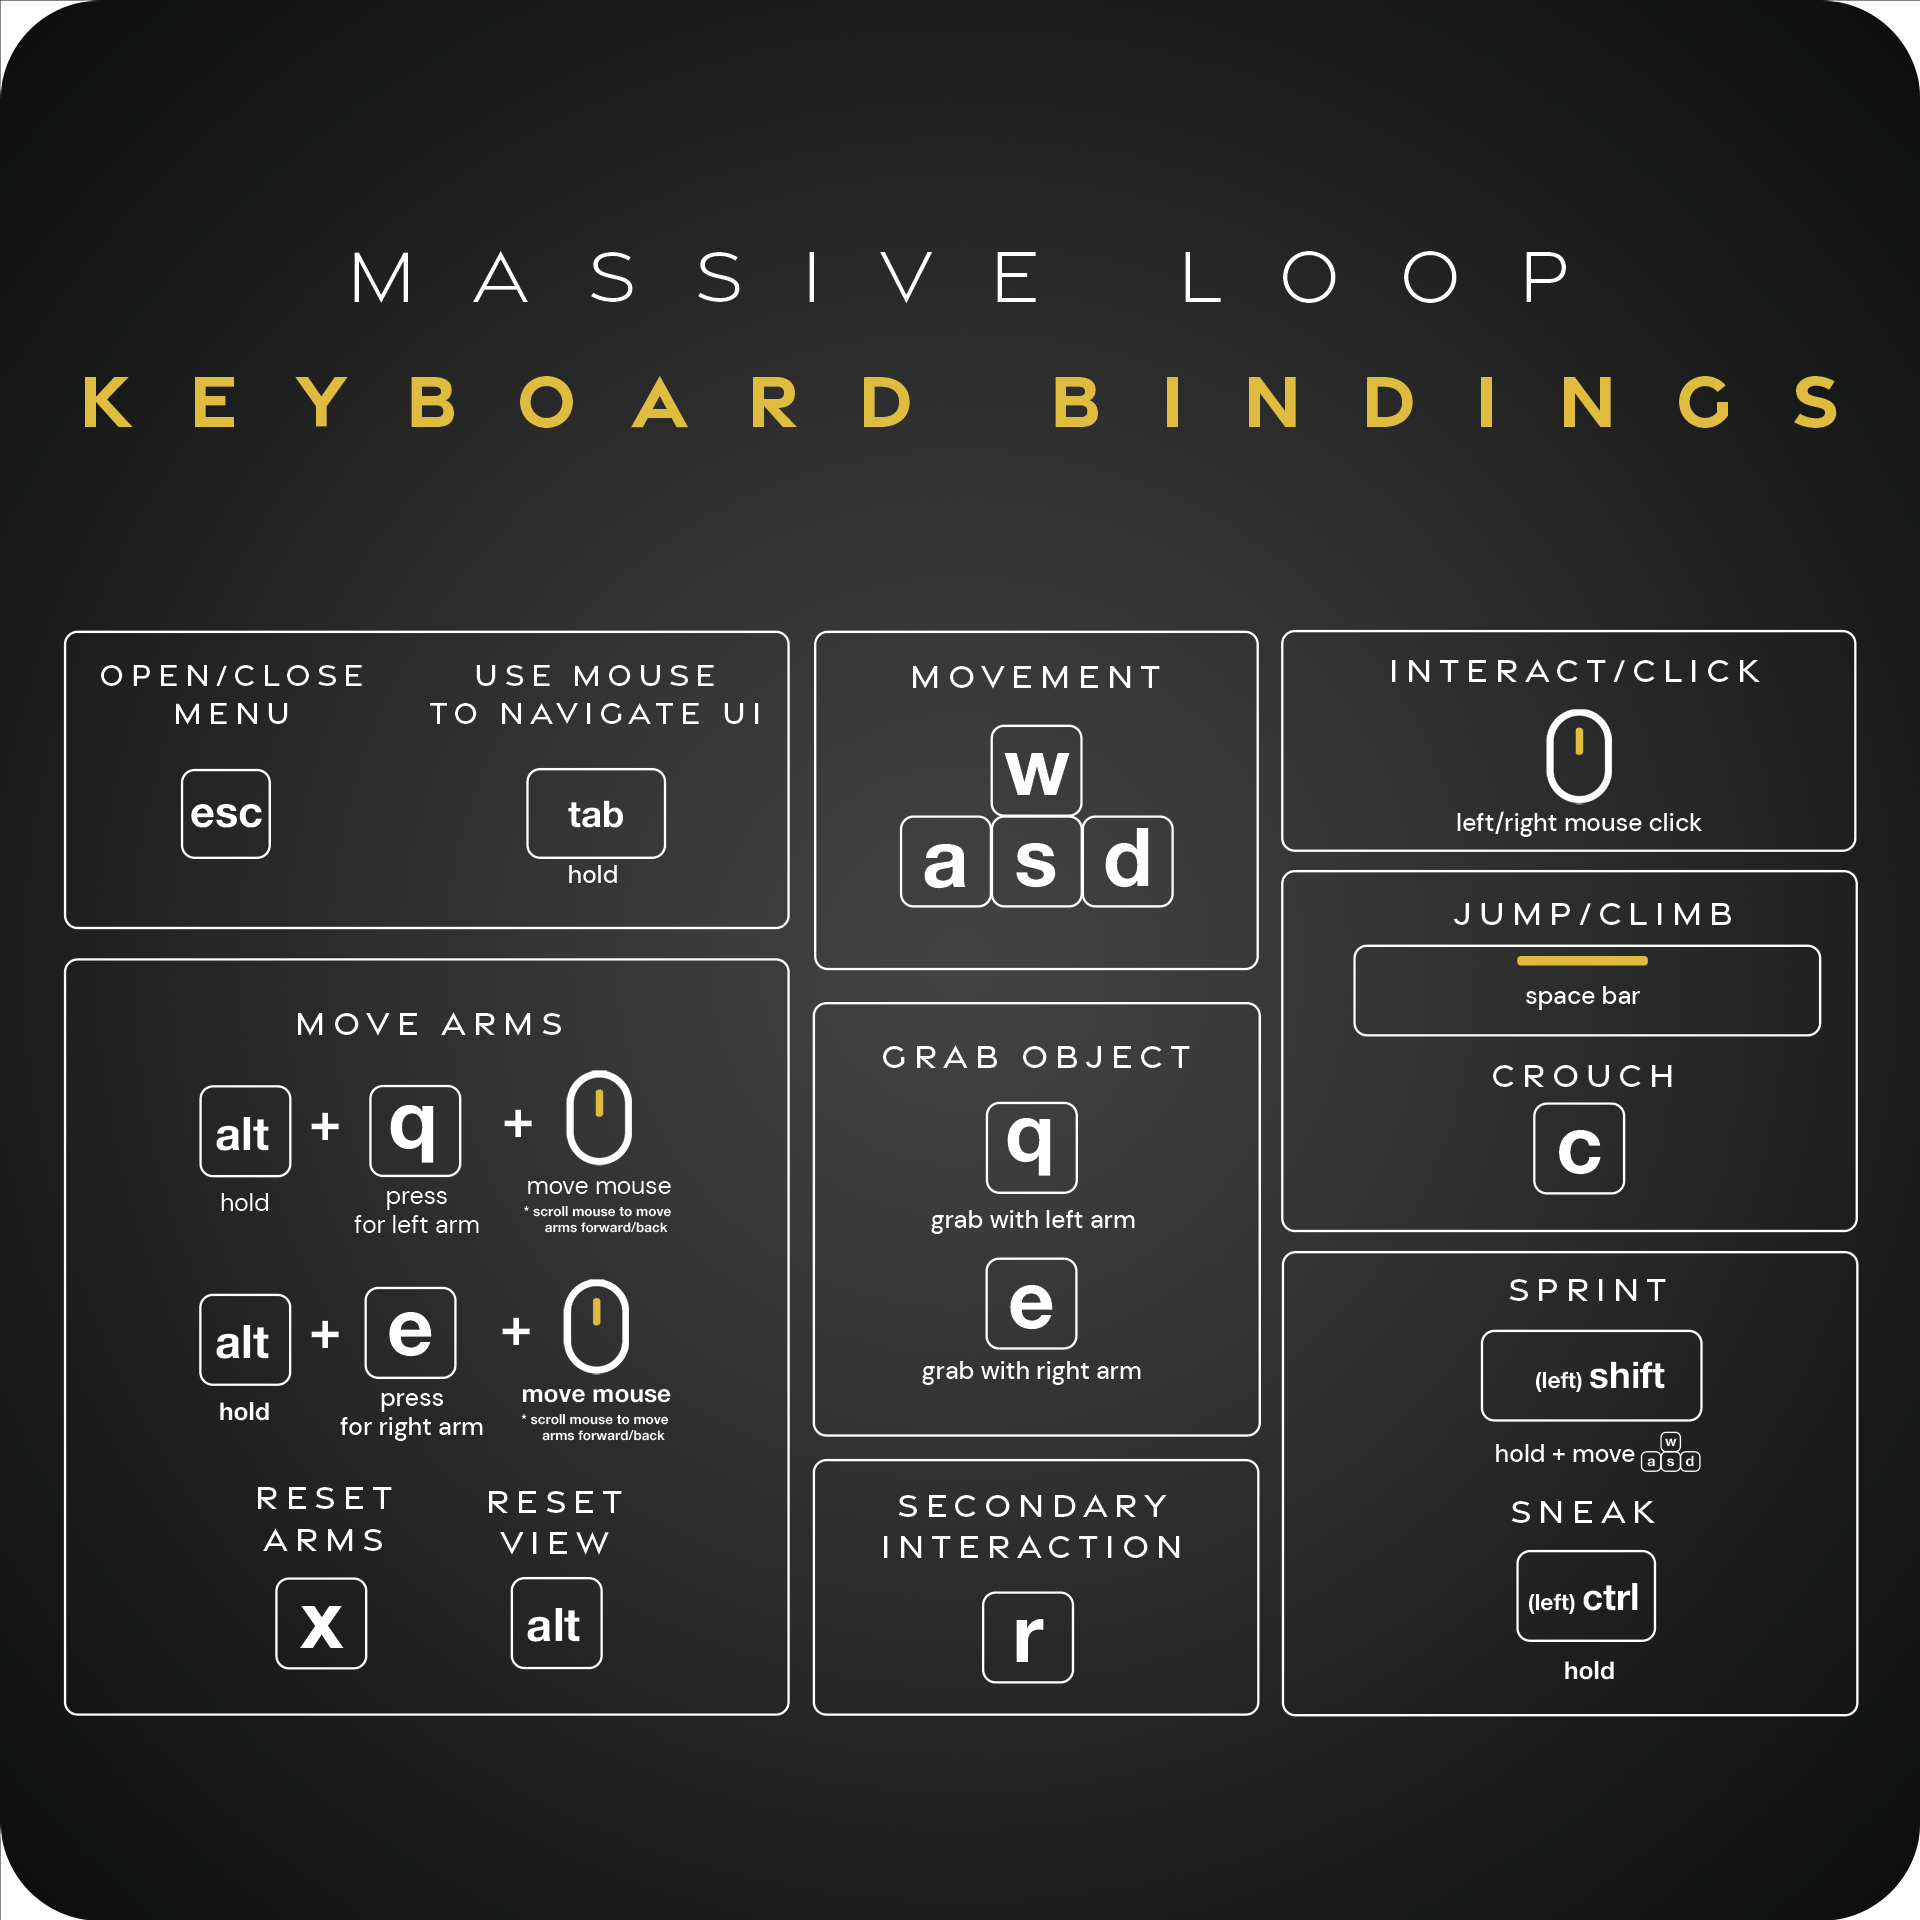 MASSIVE LOOP
KEYBOARD BINDINGS
OPEN/CLOSE
MENU
esc
USE MOUSE
TO NAVIGATE UI
tab
hold
MOVE ARMS
alt
hold
+
q
press
for left arm
+
move mouse
* scroll mouse to move
arms forward/back
alt
hold
+
e
press
for right arm
+
move mouse
* scroll mouse to move
arms forward/back
RESET
ARMS
x
RESET
VIEW
alt
MOVEMENT
w
a s d
GRAB OBJECT
q
grab with left arm
e
grab with right arm
SECONDARY
INTERACTION
r
INTERACT/CLICK
left/right mouse click
JUMP/CLIMB
space bar
CROUCH
c
SPRINT
(left) shift
hold + move
w
a s d
SNEAK
(left) ctrl
hold